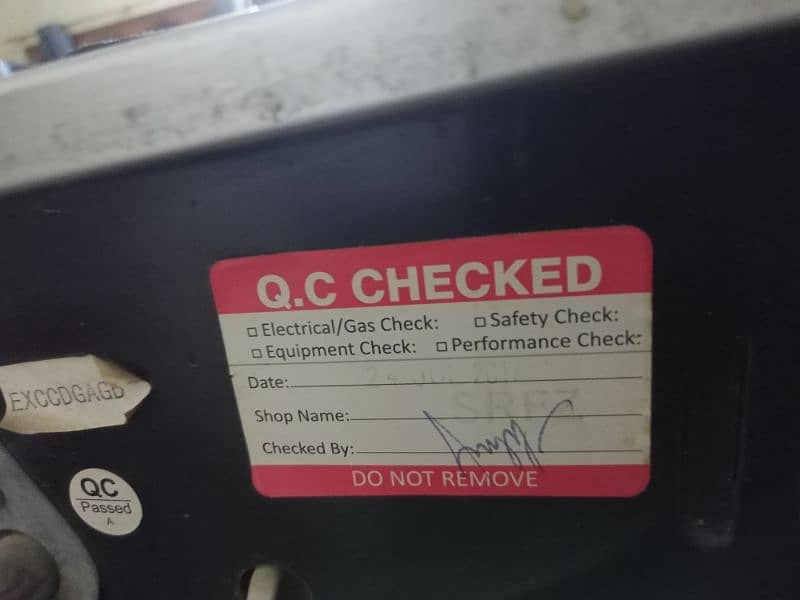 Q.C CHECKED
□ Electrical/Gas Check: □ Safety Check:
□ Equipment Check: □ Performance Check:
Date:
Shop Name:
Checked By:
DO NOT REMOVE
EXCCDGAGB
QC
Passed
A